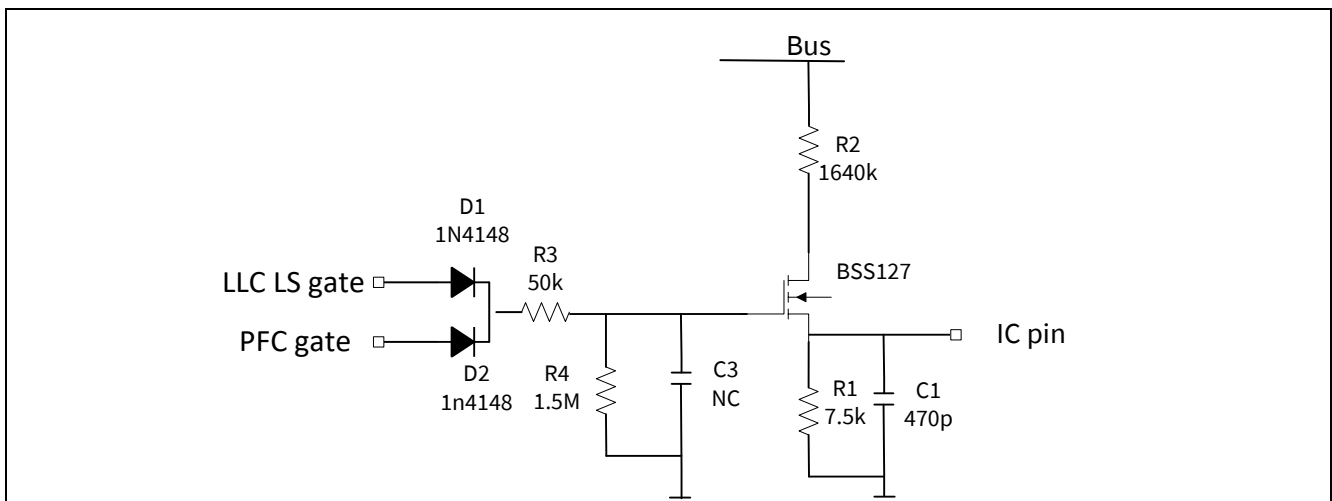 Bus
R2
1640k
D1
1N4148
R3
50k
BSS127
LLC LS gate
PFC gate
IC pin
D2
1n4148
R4
1.5M
C3
NC
R1
7.5k
C1
470p